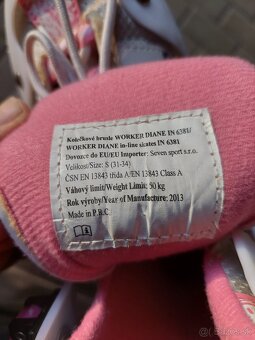 Kolečkové brusle WORKER DIANE IN 6381/
WORKER DIANE in-line skates IN 6381
Dovozce do EU/EU Importer: Seven sport s.r.o.
Velikost/Size: S (31-34)
ČSN EN 13843 třída A/EN 13843 Class A
Váhový limit/Weight Limit: 50 kg
Rok výroby/Year of Manufacture: 2013
Made in P.R.C.